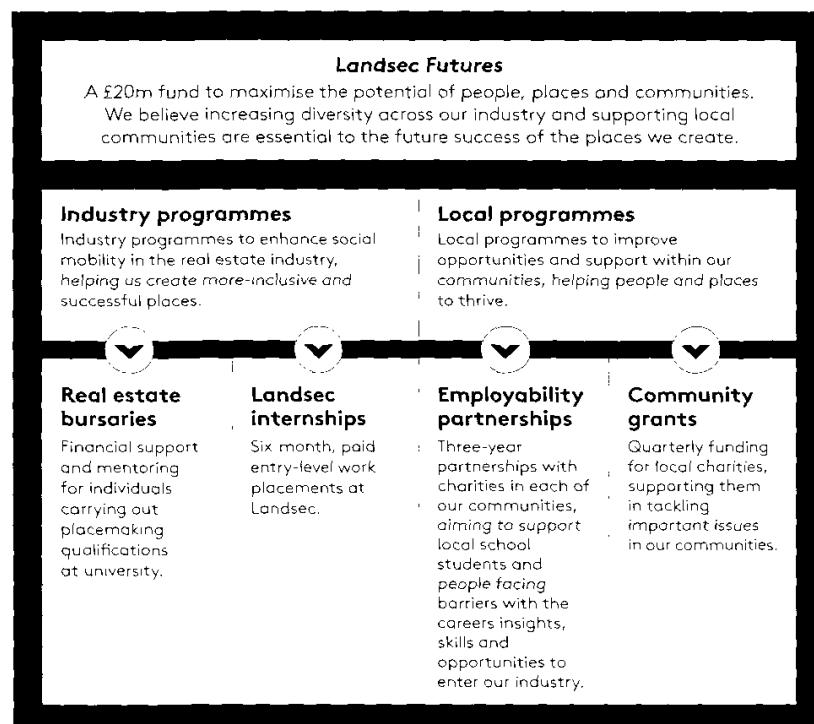 Landsec Futures
A £20m fund to maximise the potential of people, places and communities.
We believe increasing diversity across our industry and supporting local
communities are essential to the future success of the places we create.
Industry programmes
Industry programmes to enhance social
mobility in the real estate industry,
helping us create more-inclusive and
successful places.
Local programmes
Local programmes to improve
opportunities and support within our
communities, helping people and places
to thrive.
Real estate
bursaries
Financial support
and mentoring
for individuals
carrying out
placemaking
qualifications
at university.
Landsec
internships
Six month, paid
entry-level work
placements at
Landsec.
Employability
partnerships
Three-year
partnerships with
charities in each of
our communities,
aiming to support
local school
students and
people facing
barriers with the
careers insights,
skills and
opportunities to
enter our industry.
Community
grants
Quarterly funding
for local charities,
supporting them
in tackling
important issues
in our communities.